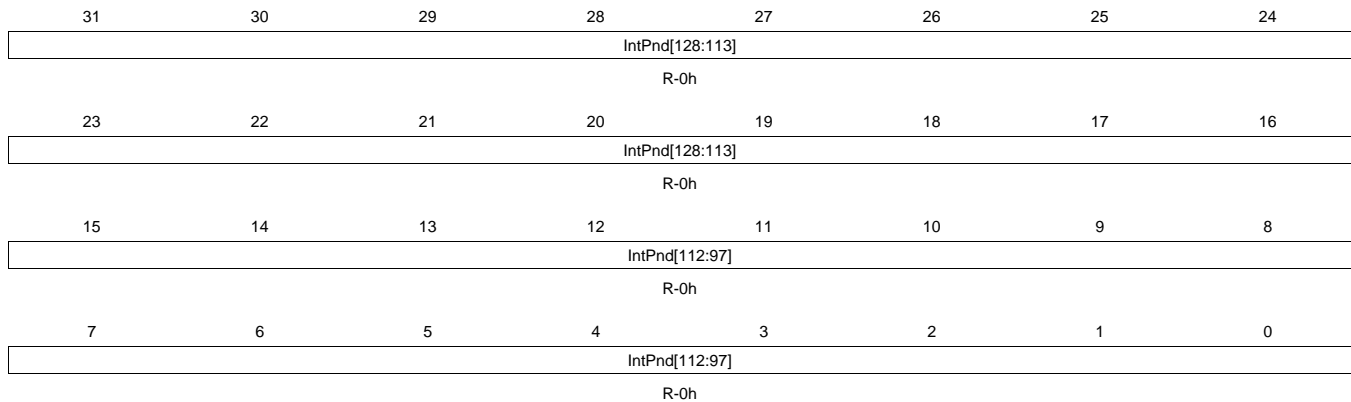 31 30 29 28 27 26 25 24
IntPnd[128:113]
R-0h
23 22 21 20 19 18 17 16
IntPnd[128:113]
R-0h
15 14 13 12 11 10 9 8
IntPnd[112:97]
R-0h
7 6 5 4 3 2 1 0
IntPnd[112:97]
R-0h